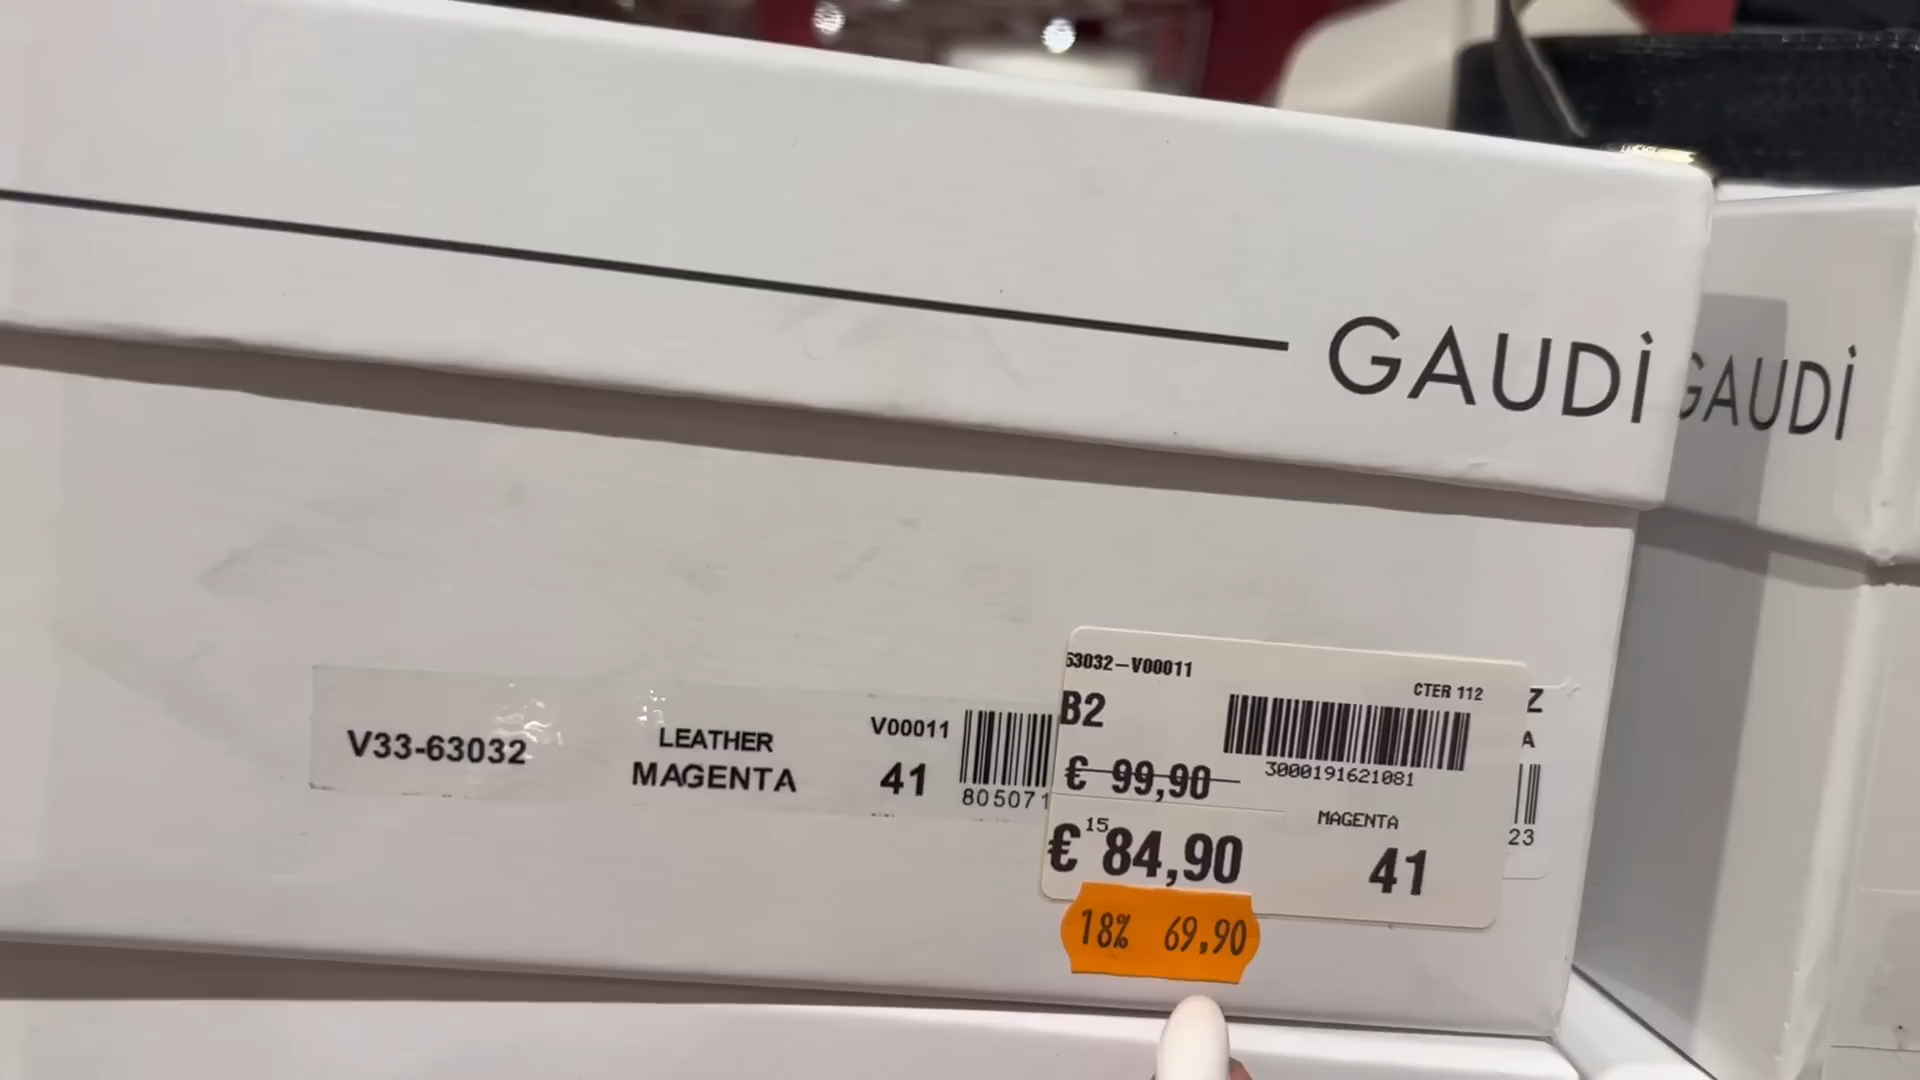 GAUDÌ
GAUDÌ
V33-63032
LEATHER
MAGENTA
V00011
41
805071
63032-V00011
CTER 112
B2
3000191621081
€ 99,90
MAGENTA
€ 15 84,90
41
18% 69,90
Z
A
23